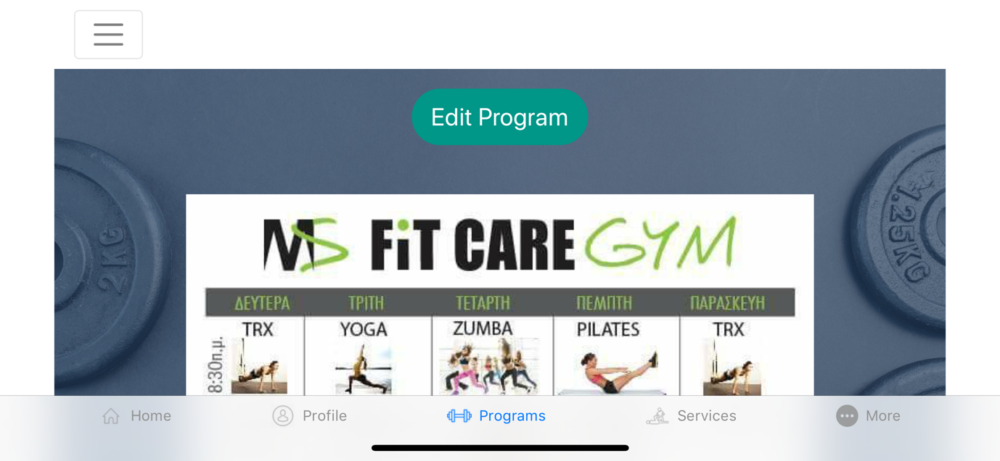 Edit Program
2KG
1.25KG
MS FiT CARE GYM
ΔΕΥΤΕΡΑ ΤΡΙΤΗ ΤΕΤΑΡΤΗ ΠΕΜΠΤΗ ΠΑΡΑΣΚΕΥΗ
8:30π.μ. TRX YOGA ZUMBA PILATES TRX
Home Profile Programs Services More